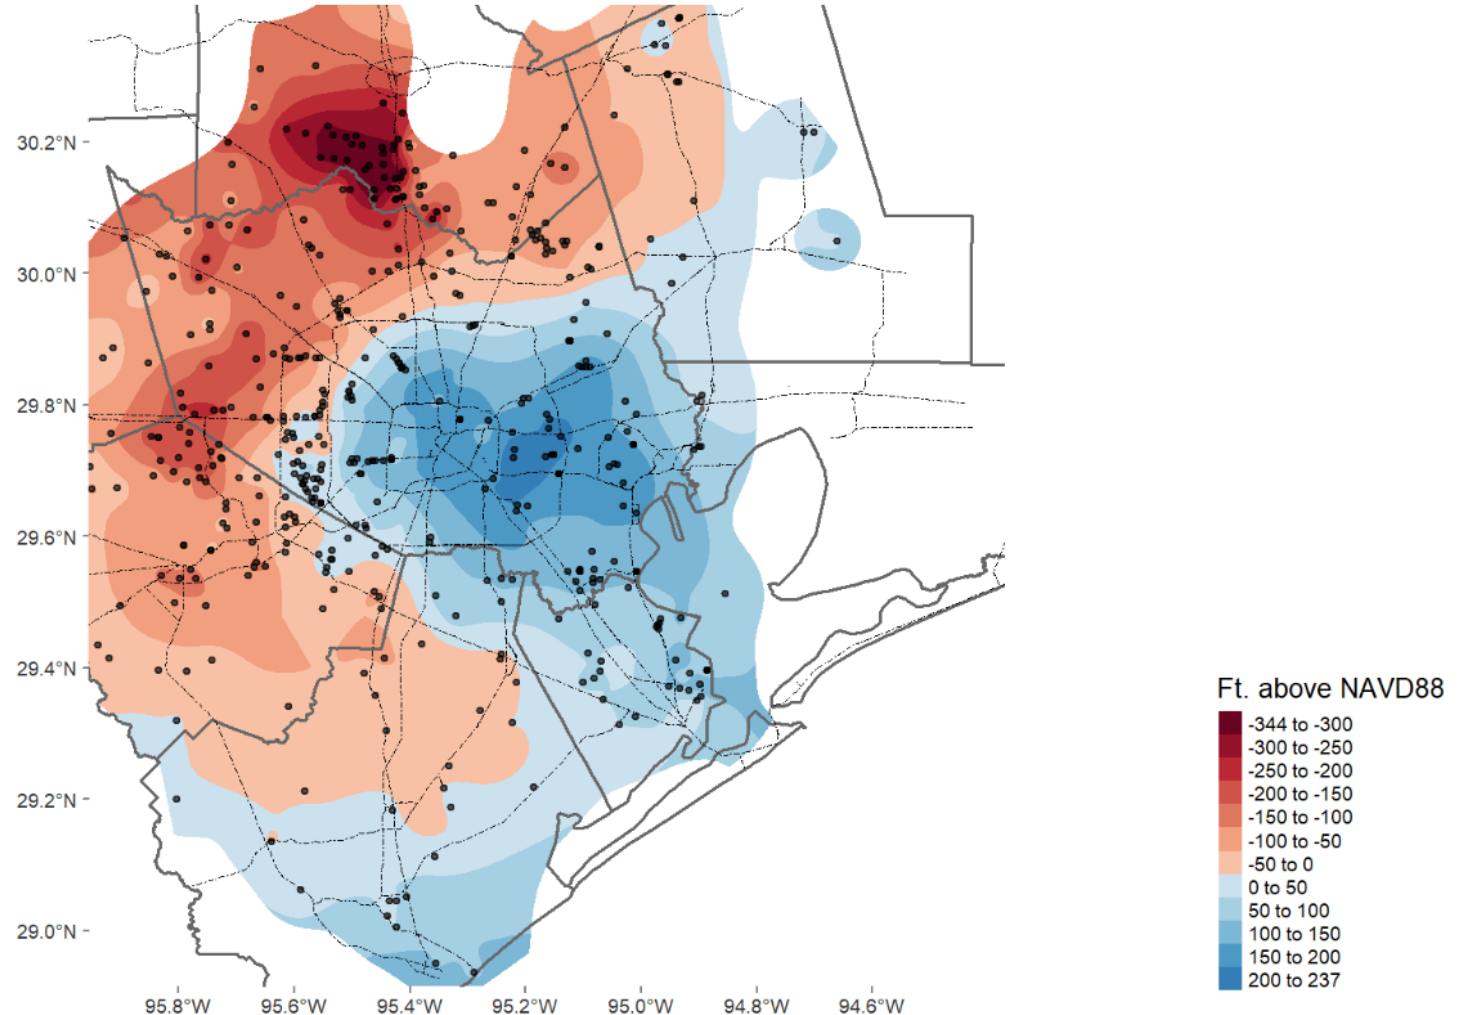 30.2°N
30.0°N
29.8°N
29.6°N
29.4°N
29.2°N
29.0°N
95.8°W 95.6°W 95.4°W 95.2°W 95.0°W 94.8°W 94.6°W
Ft. above NAVD88
-344 to -300
-300 to -250
-250 to -200
-200 to -150
-150 to -100
-100 to -50
-50 to 0
0 to 50
50 to 100
100 to 150
150 to 200
200 to 237